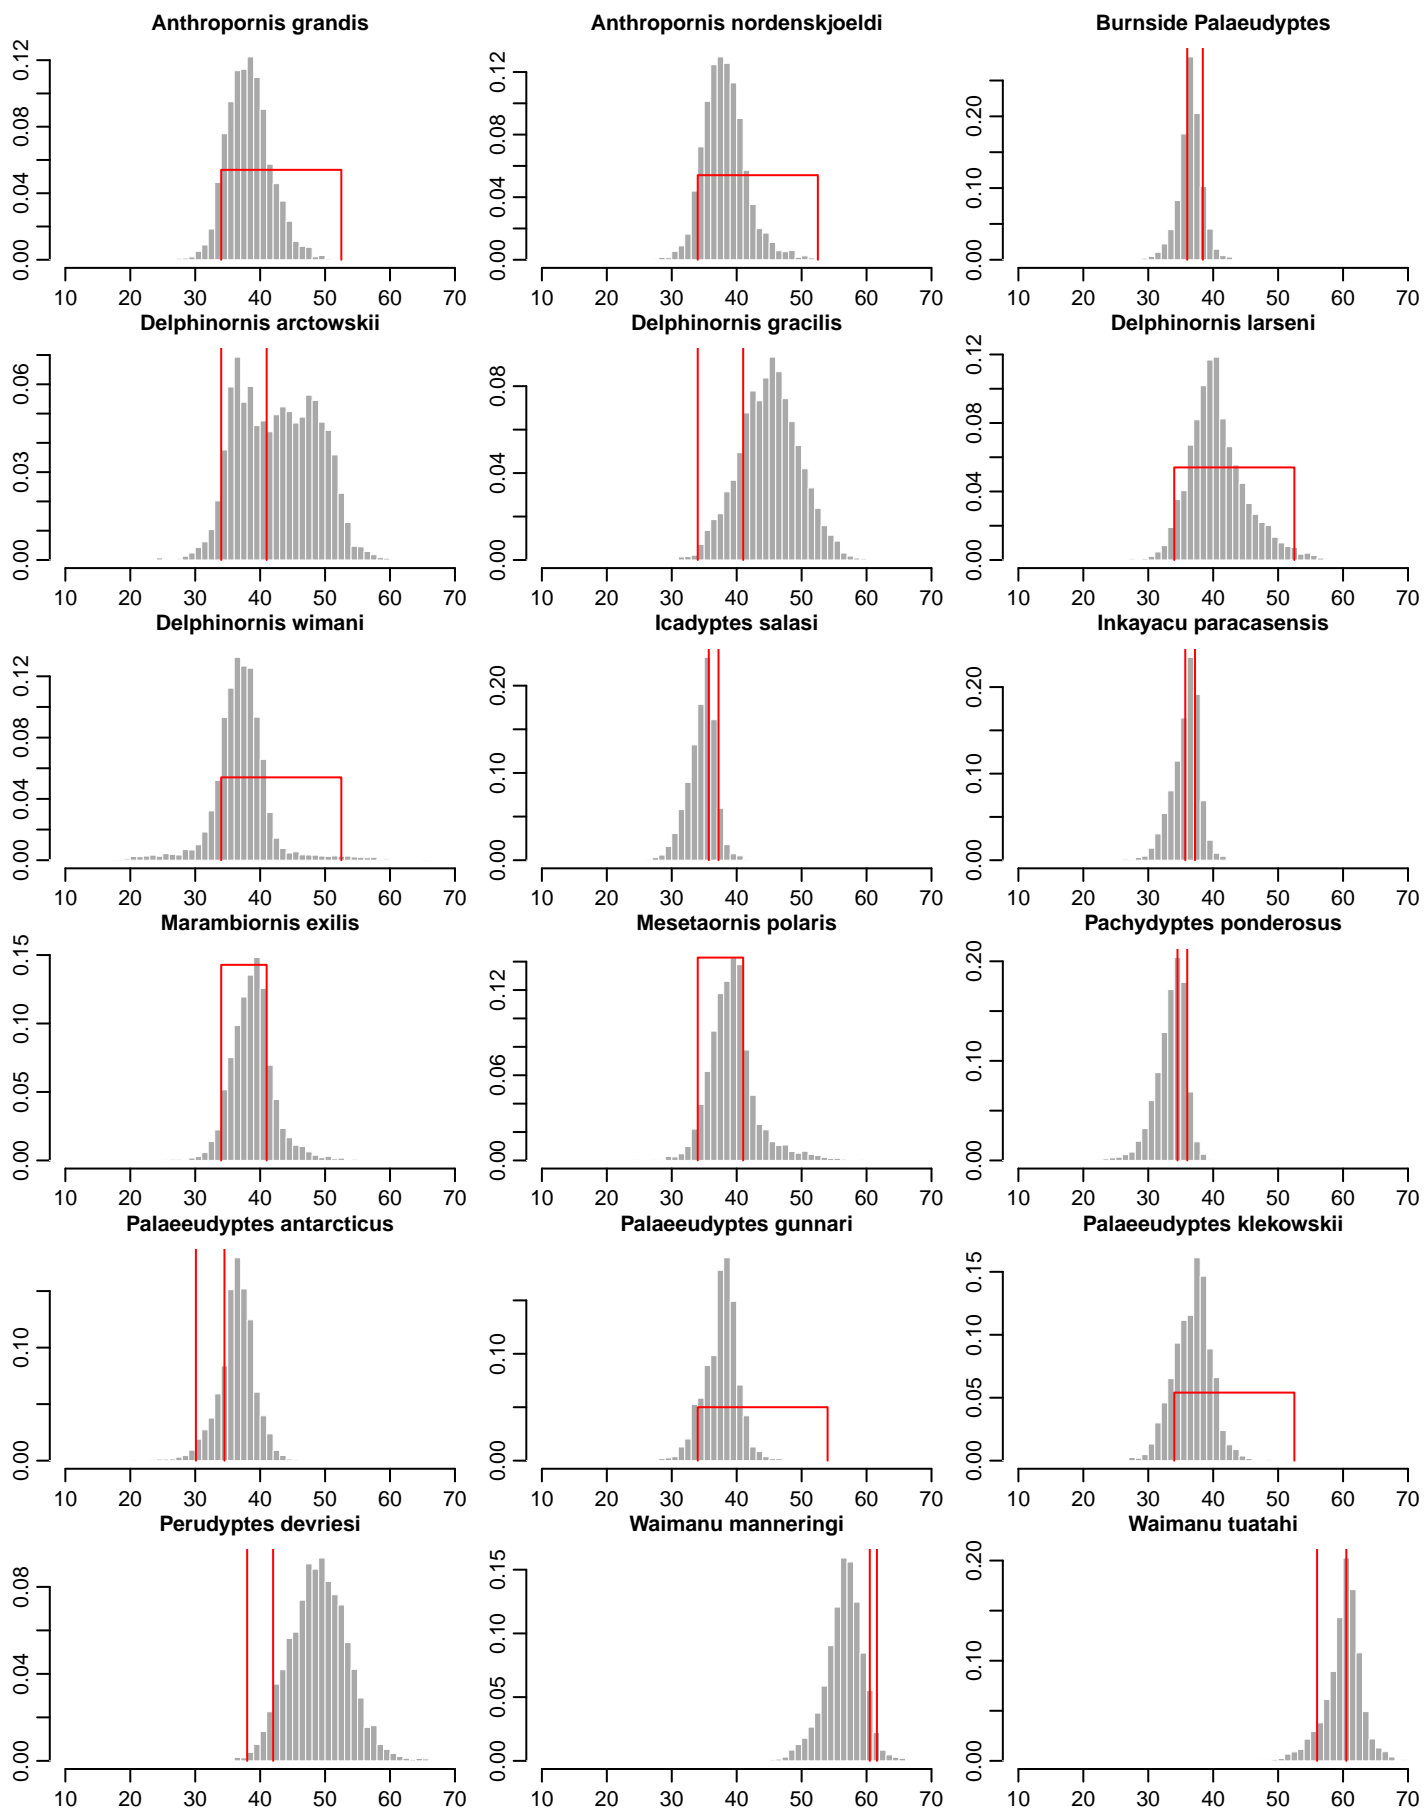 Anthropornis grandis
Anthropornis nordenskjoeldi
Burnside Palaeudyptes
0.00 0.04 0.08 0.12
10 20 30 40 50 60 70
0.00 0.04 0.08 0.12
10 20 30 40 50 60 70
0.00 0.10 0.20
10 20 30 40 50 60 70
Delphinornis arctowskii
Delphinornis gracilis
Delphinornis larseni
0.00 0.03 0.06
10 20 30 40 50 60 70
0.00 0.04 0.08
10 20 30 40 50 60 70
0.00 0.04 0.08 0.12
10 20 30 40 50 60 70
Delphinornis wimani
Icadyptes salasi
Inkayacu paracasensis
0.00 0.04 0.08 0.12
10 20 30 40 50 60 70
0.00 0.10 0.20
10 20 30 40 50 60 70
0.00 0.10 0.20
10 20 30 40 50 60 70
Marambiornis exilis
Mesetaornis polaris
Pachydyptes ponderosus
0.00 0.05 0.10 0.15
10 20 30 40 50 60 70
0.00 0.06 0.12
10 20 30 40 50 60 70
0.00 0.10 0.20
10 20 30 40 50 60 70
Palaeeudyptes antarcticus
Palaeeudyptes gunnari
Palaeeudyptes klekowskii
0.00 0.10
10 20 30 40 50 60 70
0.00 0.10
10 20 30 40 50 60 70
0.00 0.05 0.10 0.15
10 20 30 40 50 60 70
Perudyptes devriesi
Waimanu manneringi
Waimanu tuatahi
0.00 0.04 0.08
10 20 30 40 50 60 70
0.00 0.05 0.10 0.15
10 20 30 40 50 60 70
0.00 0.10 0.20
10 20 30 40 50 60 70